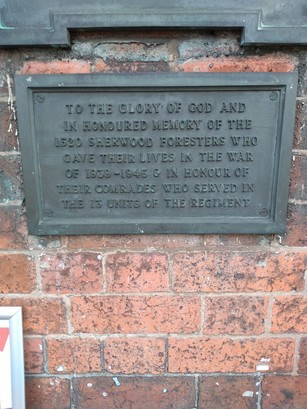 TO THE GLORY OF GOD AND
IN HONOURED MEMORY OF THE
1520 SHERWOOD FORESTERS WHO
GAVE THEIR LIVES IN THE WAR
OF 1939-1945 & IN HONOUR OF
THEIR COMRADES WHO SERVED IN
THE 13 UNITS OF THE REGIMENT